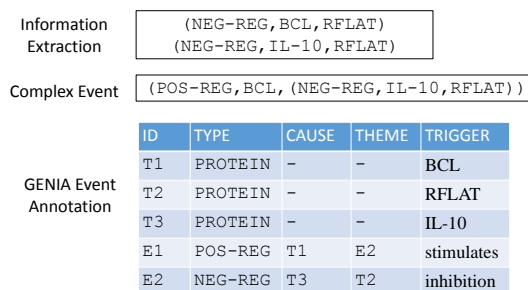 Information
Extraction
(NEG-REG,BCL,RFLAT)
(NEG-REG,IL-10,RFLAT)
Complex Event
(POS-REG,BCL,(NEG-REG,IL-10,RFLAT))
GENIA Event
Annotation
ID TYPE CAUSE THEME TRIGGER
T1 PROTEIN – – BCL
T2 PROTEIN – – RFLAT
T3 PROTEIN – – IL-10
E1 POS-REG T1 E2 stimulates
E2 NEG-REG T3 T2 inhibition